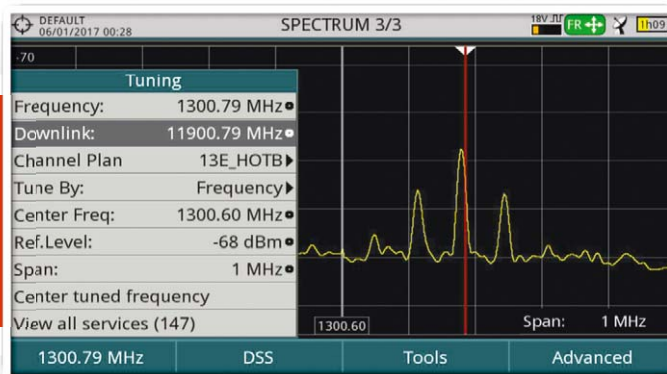 DEFAULT
06/01/2017 00:28
SPECTRUM 3/3
18V
FR
1h09
-70
Tuning
Frequency: 1300.79 MHz
Downlink: 11900.79 MHz
Channel Plan 13E_HOTB
Tune By: Frequency
Center Freq: 1300.60 MHz
Ref.Level: -68 dBm
Span: 1 MHz
Center tuned frequency
View all services (147)
1300.60
Span: 1 MHz
1300.79 MHz DSS Tools Advanced